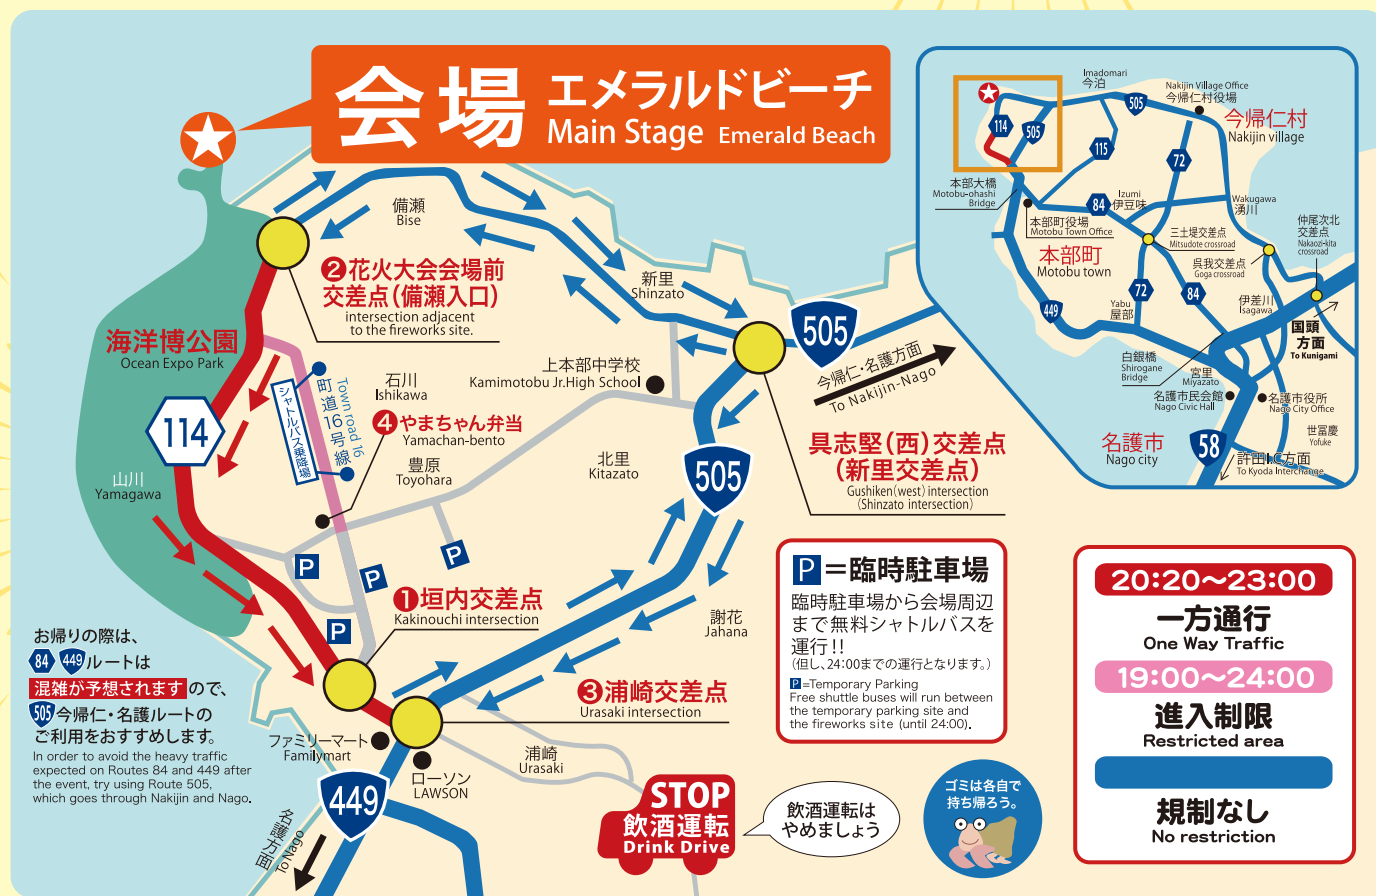 会場
エメラルドビーチ
Main Stage Emerald Beach
備瀬
Bise
❷花火大会会場前
交差点(備瀬入口)
intersection adjacent
to the fireworks site.
海洋博公園
Ocean Expo Park
114
山川
Yamagawa
シャトルバス乗降場
町道16号線
Town road 16
石川
Ishikawa
❹やまちゃん弁当
Yamachan-bento
豊原
Toyohara
上本部中学校
Kamimotobu Jr.High School
新里
Shinzato
北里
Kitazato
505
505
今帰仁・名護方面
To Nakijin-Nago
具志堅(西)交差点
(新里交差点)
Gushiken(west) intersection
(Shinzato intersection)
P
P
P
P
❶垣内交差点
Kakinouchi intersection
謝花
Jahana
❸浦崎交差点
Urasaki intersection
浦崎
Urasaki
ファミリーマート
Familymart
ローソン
LAWSON
449
名護方面
To Nago
お帰りの際は、
84 449 ルートは
混雑が予想されます ので、
505 今帰仁・名護ルートの
ご利用をおすすめします。
In order to avoid the heavy traffic
expected on Routes 84 and 449 after
the event, try using Route 505,
which goes through Nakijin and Nago.
P=臨時駐車場
臨時駐車場から会場周辺
まで無料シャトルバスを
運行!!
(但し、24:00までの運行となります。)
P=Temporary Parking
Free shuttle buses will run between
the temporary parking site and
the fireworks site (until 24:00).
STOP
飲酒運転
Drink Drive
飲酒運転は
やめましょう
ゴミは各自で
持ち帰ろう。
20:20〜23:00
一方通行
One Way Traffic
19:00〜24:00
進入制限
Restricted area
規制なし
No restriction
Imadomari
今泊
Nakijin Village Office
今帰仁村役場
505
今帰仁村
Nakijin village
114
505
115
72
本部大橋
Motobu-ohashi
Bridge
本部町役場
Motobu Town Office
84
Izumi
伊豆味
Wakugawa
湧川
三土堤交差点
Mitsudote crossroad
仲尾次北
交差点
Nakaozi-kita
crossroad
呉我交差点
Goga crossroad
本部町
Motobu town
449
72
84
Yabu
屋部
伊差川
Isagawa
国頭
方面
To Kunigami
白銀橋
Shirogane
Bridge
宮里
Miyazato
名護市民会館
Nago Civic Hall
名護市役所
Nago City Office
名護市
Nago city
58
世冨慶
Yofuke
許田I.C方面
To Kyoda Interchange